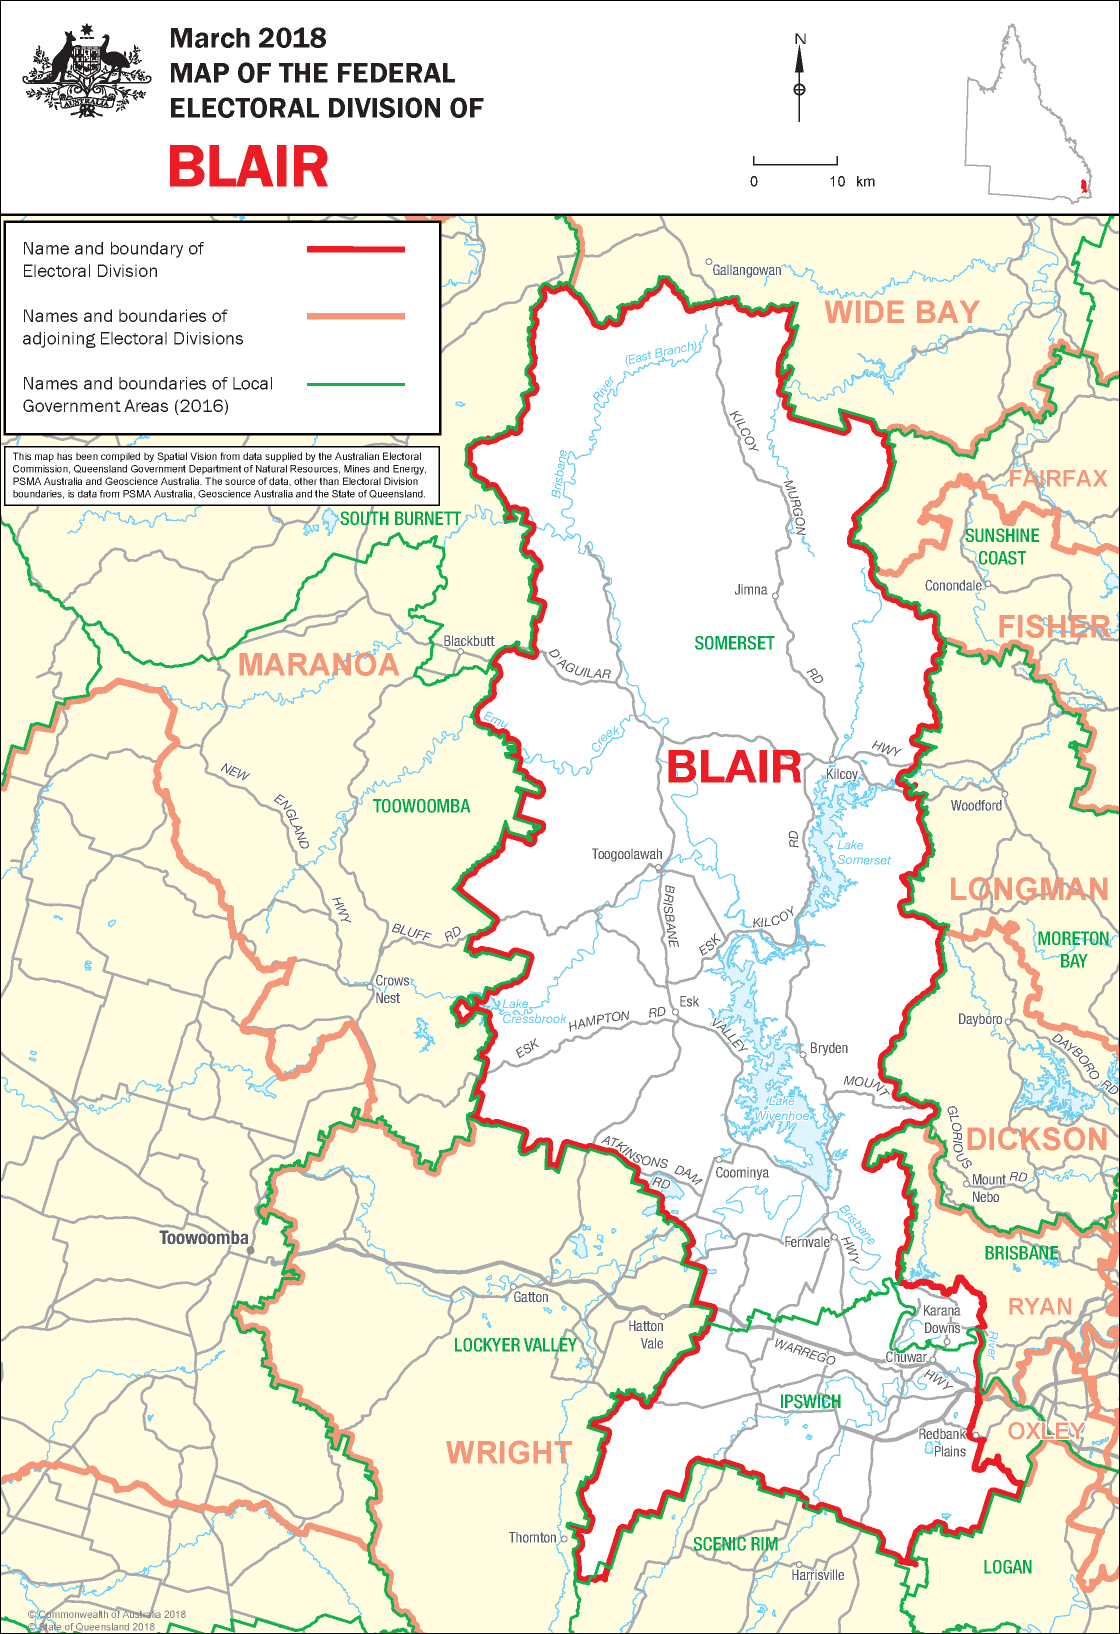 March 2018
MAP OF THE FEDERAL
ELECTORAL DIVISION OF
BLAIR
AUSTRALIA
N
0 10 km
Name and boundary of
Electoral Division
Names and boundaries of
adjoining Electoral Divisions
Names and boundaries of Local
Government Areas (2016)
This map has been compiled by Spatial Vision from data supplied by the Australian Electoral
Commission, Queensland Government Department of Natural Resources, Mines and Energy,
PSMA Australia and Geoscience Australia. The source of data, other than Electoral Division
boundaries, is data from PSMA Australia, Geoscience Australia and the State of Queensland.
Gallangowan
WIDE BAY
(East Branch)
River
Brisbane
KILCOY
MURGON
RD
FAIRFAX
SOUTH BURNETT
SUNSHINE
COAST
Conondale
Jimna
FISHER
SOMERSET
Blackbutt
MARANOA
D'AGUILAR
Emu
Creek
HWY
BLAIR
Kilcoy
NEW
ENGLAND
HWY
TOOWOOMBA
Woodford
RD
Lake
Somerset
Toogoolawah
LONGMAN
BRISBANE
KILCOY
ESK
BLUFF RD
MORETON
BAY
Crows
Nest
Lake
Cressbrook
Esk
HAMPTON RD
ESK
VALLEY
Dayboro
DAYBORO RD
Bryden
MOUNT
Lake
Wivenhoe
GLORIOUS
RD
DICKSON
ATKINSONS DAM
RD
Coominya
Mount
Nebo
Toowoomba
Brisbane
Fernvale
HWY
BRISBANE
Gatton
RYAN
Karana
Downs
Hatton
Vale
LOCKYER VALLEY
WARREGO
Chuwar
HWY
River
IPSWICH
Redbank
Plains
OXLEY
WRIGHT
Thornton
SCENIC RIM
Harrisville
LOGAN
© Commonwealth of Australia 2018
© State of Queensland 2018